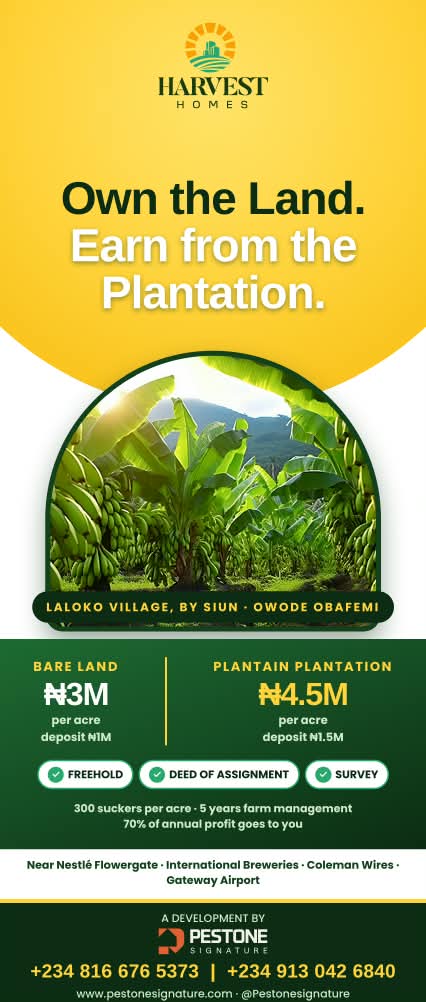 HARVEST
HOMES
Own the Land.
Earn from the
Plantation.
LALOKO VILLAGE, BY SIUN · OWODE OBAFEMI
BARE LAND
₦3M
per acre
deposit ₦1M
PLANTAIN PLANTATION
₦4.5M
per acre
deposit ₦1.5M
FREEHOLD
DEED OF ASSIGNMENT
SURVEY
300 suckers per acre · 5 years farm management
70% of annual profit goes to you
Near Nestlé Flowergate · International Breweries · Coleman Wires ·
Gateway Airport
A DEVELOPMENT BY
PESTONE
SIGNATURE
+234 816 676 5373 | +234 913 042 6840
www.pestonesignature.com · @Pestonesignature